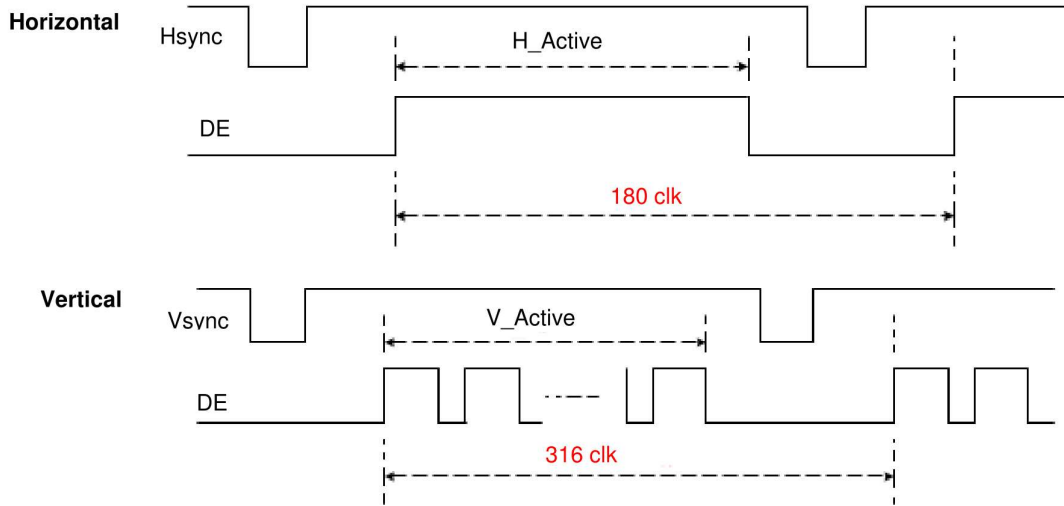 Horizontal
Hsync
H_Active
DE
180 clk
Vertical
Vsync
V_Active
DE
316 clk